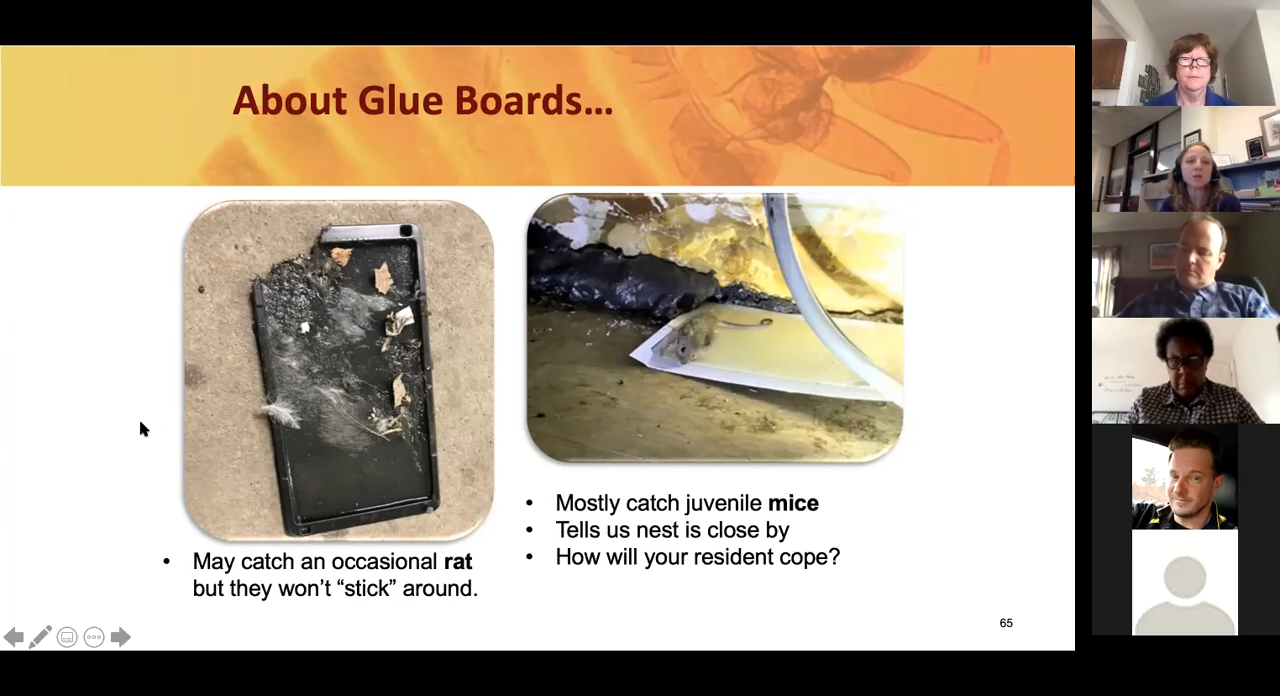 About Glue Boards…
• May catch an occasional rat
but they won’t “stick” around.
• Mostly catch juvenile mice
• Tells us nest is close by
• How will your resident cope?
65